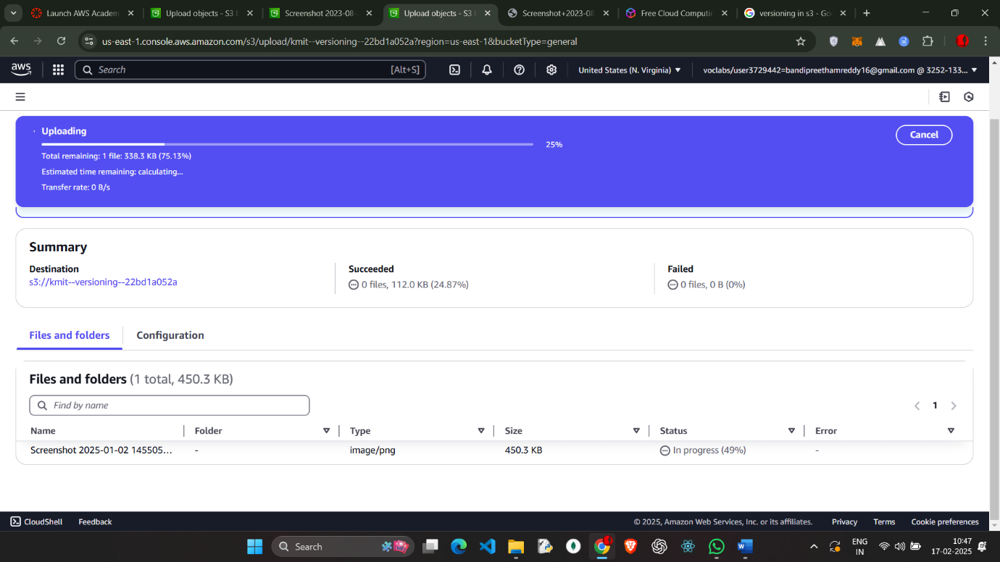 Launch AWS Academ
Upload objects - S3 b
Screenshot 2023-08-
Upload objects - S3 b
Screenshot+2023-08
Free Cloud Computin
versioning in s3 - Goo
us-east-1.console.aws.amazon.com/s3/upload/kmit--versioning--22bd1a052a?region=us-east-1&bucketType=general
aws
Search
[Alt+S]
United States (N. Virginia)
voclabs/user3729442=bandipreethamreddy16@gmail.com @ 3252-133...
Uploading
25%
Cancel
Total remaining: 1 file: 338.3 KB (75.13%)
Estimated time remaining: calculating...
Transfer rate: 0 B/s
Summary
Destination
s3://kmit--versioning--22bd1a052a
Succeeded
0 files, 112.0 KB (24.87%)
Failed
0 files, 0 B (0%)
Files and folders
Configuration
Files and folders (1 total, 450.3 KB)
Find by name
1
Name Folder Type Size Status Error
Screenshot 2025-01-02 145505... - image/png 450.3 KB In progress (49%) -
CloudShell
Feedback
© 2025, Amazon Web Services, Inc. or its affiliates.
Privacy
Terms
Cookie preferences
Search
ENG
IN
10:47
17-02-2025